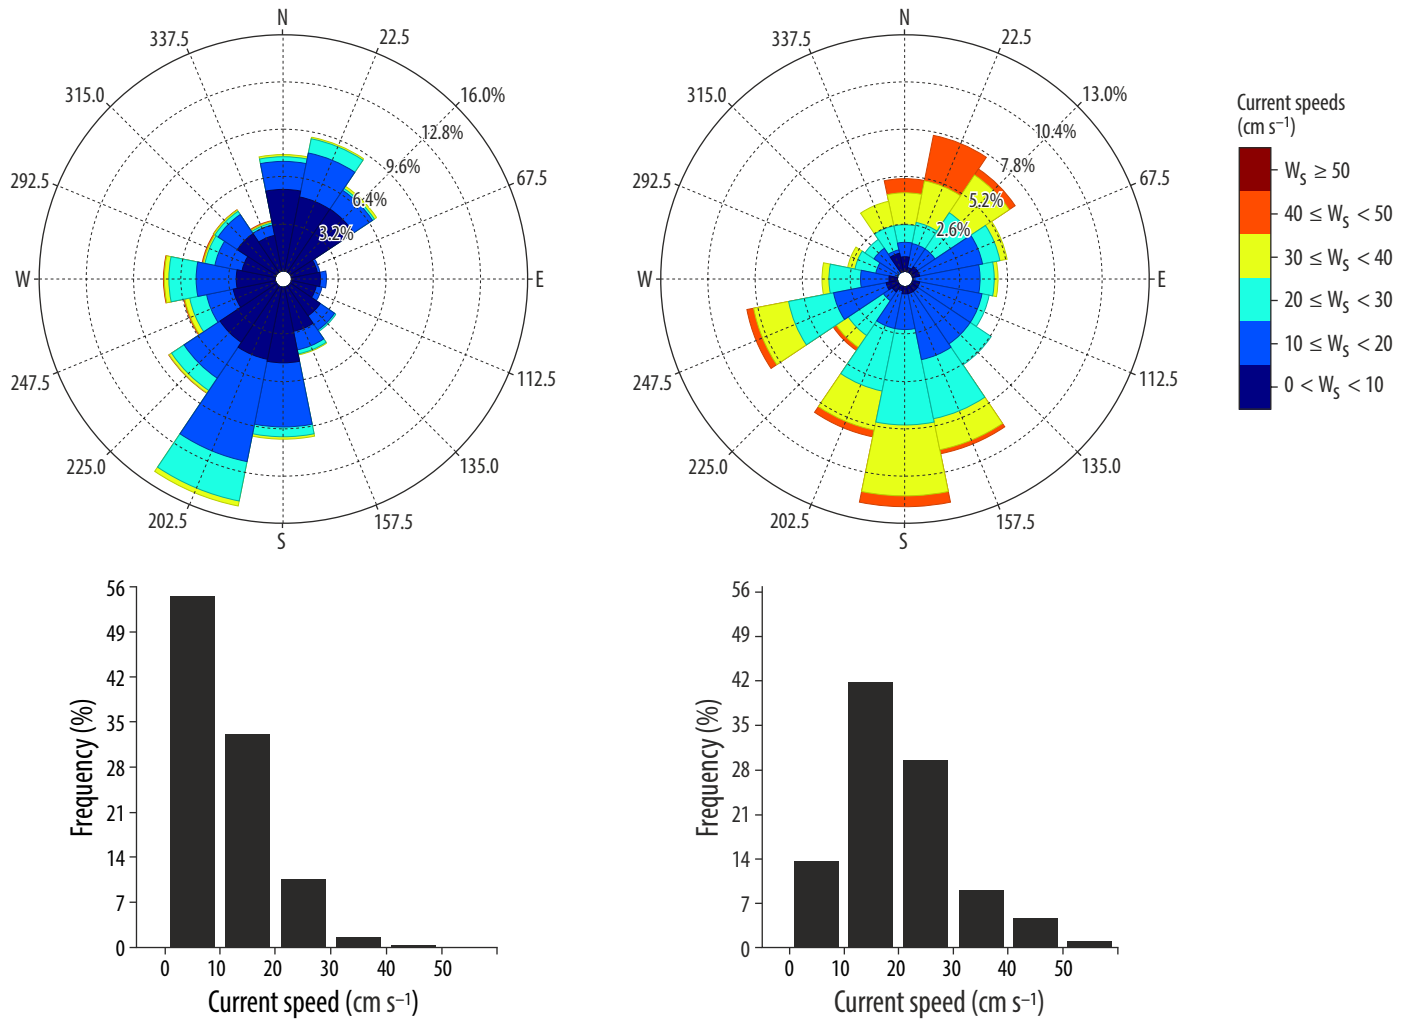 N
337.5
22.5
315.0
16.0%
12.8%
292.5
9.6%
67.5
6.4%
3.2%
W
E
247.5
112.5
225.0
135.0
202.5
157.5
S
N
337.5
22.5
315.0
13.0%
10.4%
292.5
7.8%
67.5
5.2%
2.6%
W
E
247.5
112.5
225.0
135.0
202.5
157.5
S
Current speeds
(cm s⁻¹)
Wₛ ≥ 50
40 ≤ Wₛ < 50
30 ≤ Wₛ < 40
20 ≤ Wₛ < 30
10 ≤ Wₛ < 20
0 < Wₛ < 10
Frequency (%)
56
49
42
35
28
21
14
7
0
0 10 20 30 40 50
Current speed (cm s⁻¹)
Frequency (%)
56
49
42
35
28
21
14
7
0
0 10 20 30 40 50
Current speed (cm s⁻¹)